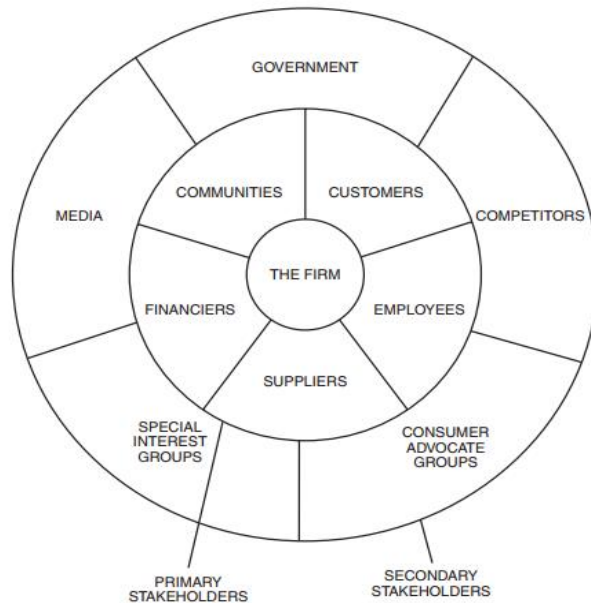 GOVERNMENT
COMMUNITIES
CUSTOMERS
MEDIA
COMPETITORS
THE FIRM
FINANCIERS
EMPLOYEES
SUPPLIERS
SPECIAL
INTEREST
GROUPS
CONSUMER
ADVOCATE
GROUPS
PRIMARY
STAKEHOLDERS
SECONDARY
STAKEHOLDERS